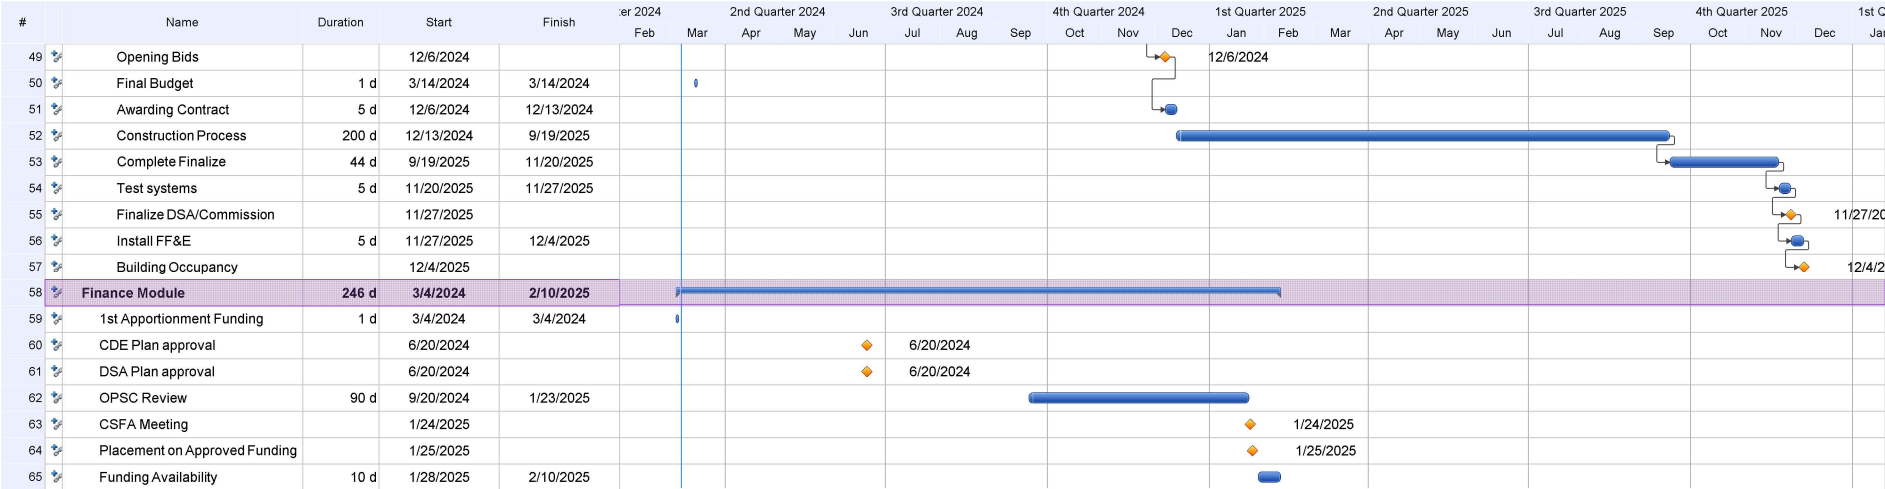 # Name Duration Start Finish :er 2024 2nd Quarter 2024 3rd Quarter 2024 4th Quarter 2024 1st Quarter 2025 2nd Quarter 2025 3rd Quarter 2025 4th Quarter 2025 1st Q
Feb Mar Apr May Jun Jul Aug Sep Oct Nov Dec Jan Feb Mar Apr May Jun Jul Aug Sep Oct Nov Dec Jan
49 Opening Bids 12/6/2024 12/6/2024
50 Final Budget 1 d 3/14/2024 3/14/2024
51 Awarding Contract 5 d 12/6/2024 12/13/2024
52 Construction Process 200 d 12/13/2024 9/19/2025
53 Complete Finalize 44 d 9/19/2025 11/20/2025
54 Test systems 5 d 11/20/2025 11/27/2025
55 Finalize DSA/Commission 11/27/2025 11/27/20
56 Install FF&E 5 d 11/27/2025 12/4/2025
57 Building Occupancy 12/4/2025 12/4/2
58 Finance Module 246 d 3/4/2024 2/10/2025
59 1st Apportionment Funding 1 d 3/4/2024 3/4/2024
60 CDE Plan approval 6/20/2024 6/20/2024
61 DSA Plan approval 6/20/2024 6/20/2024
62 OPSC Review 90 d 9/20/2024 1/23/2025
63 CSFA Meeting 1/24/2025 1/24/2025
64 Placement on Approved Funding 1/25/2025 1/25/2025
65 Funding Availability 10 d 1/28/2025 2/10/2025